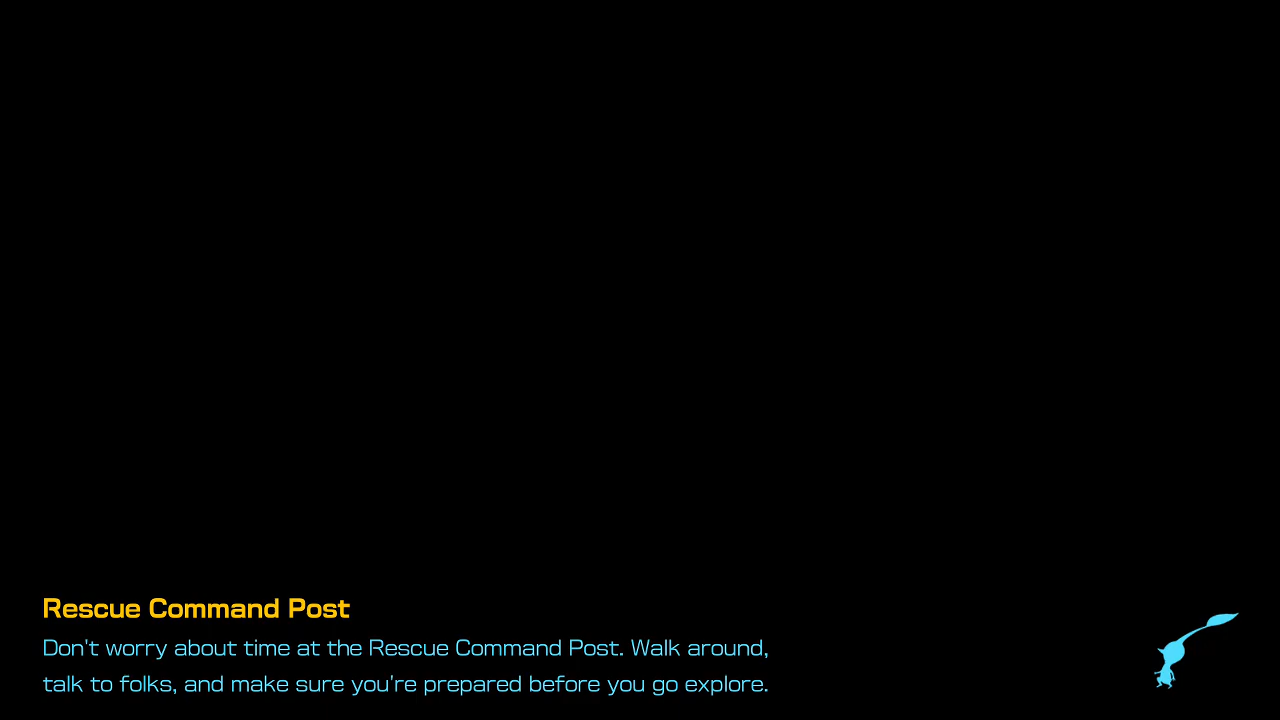 Rescue Command Post
Don't worry about time at the Rescue Command Post. Walk around,
talk to folks, and make sure you're prepared before you go explore.